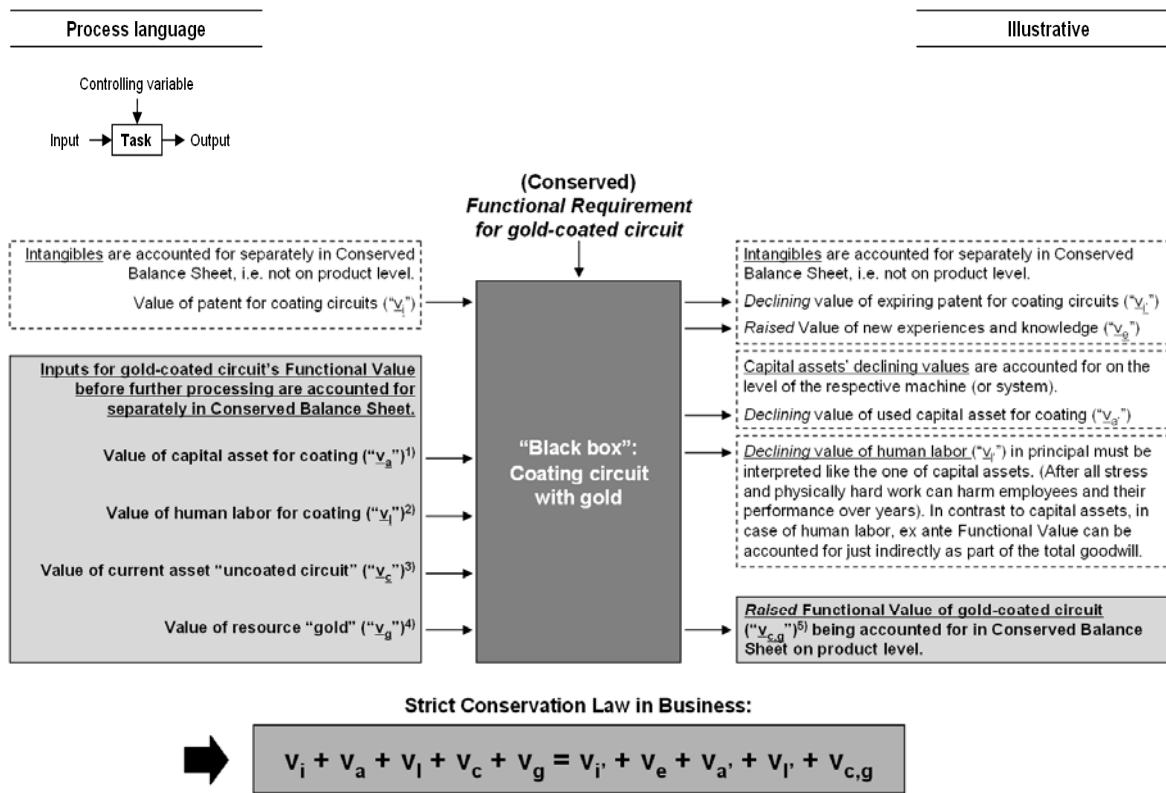 Process language
Illustrative
Controlling variable
Input
Task
Output
(Conserved)
Functional Requirement
for gold-coated circuit
Intangibles are accounted for separately in Conserved
Balance Sheet, i.e. not on product level.
Value of patent for coating circuits (“vi”)
Inputs for gold-coated circuit’s Functional Value
before further processing are accounted for
separately in Conserved Balance Sheet.
Value of capital asset for coating (“va”)1)
Value of human labor for coating (“vl”)2)
Value of current asset “uncoated circuit” (“vc”)3)
Value of resource “gold” (“vg”)4)
“Black box”:
Coating circuit
with gold
Intangibles are accounted for separately in Conserved
Balance Sheet, i.e. not on product level.
Declining value of expiring patent for coating circuits (“vi’”)
Raised Value of new experiences and knowledge (“ve”)
Capital assets’ declining values are accounted for on the
level of the respective machine (or system).
Declining value of used capital asset for coating (“va’”)
Declining value of human labor (“vl’”) in principal must be
interpreted like the one of capital assets. (After all stress
and physically hard work can harm employees and their
performance over years). In contrast to capital assets, in
case of human labor, ex ante Functional Value can be
accounted for just indirectly as part of the total goodwill.
Raised Functional Value of gold-coated circuit
(“vc,g”)5) being accounted for in Conserved Balance
Sheet on product level.
Strict Conservation Law in Business:
vi + va + vl + vc + vg = vi’ + ve + va’ + vl’ + vc,g